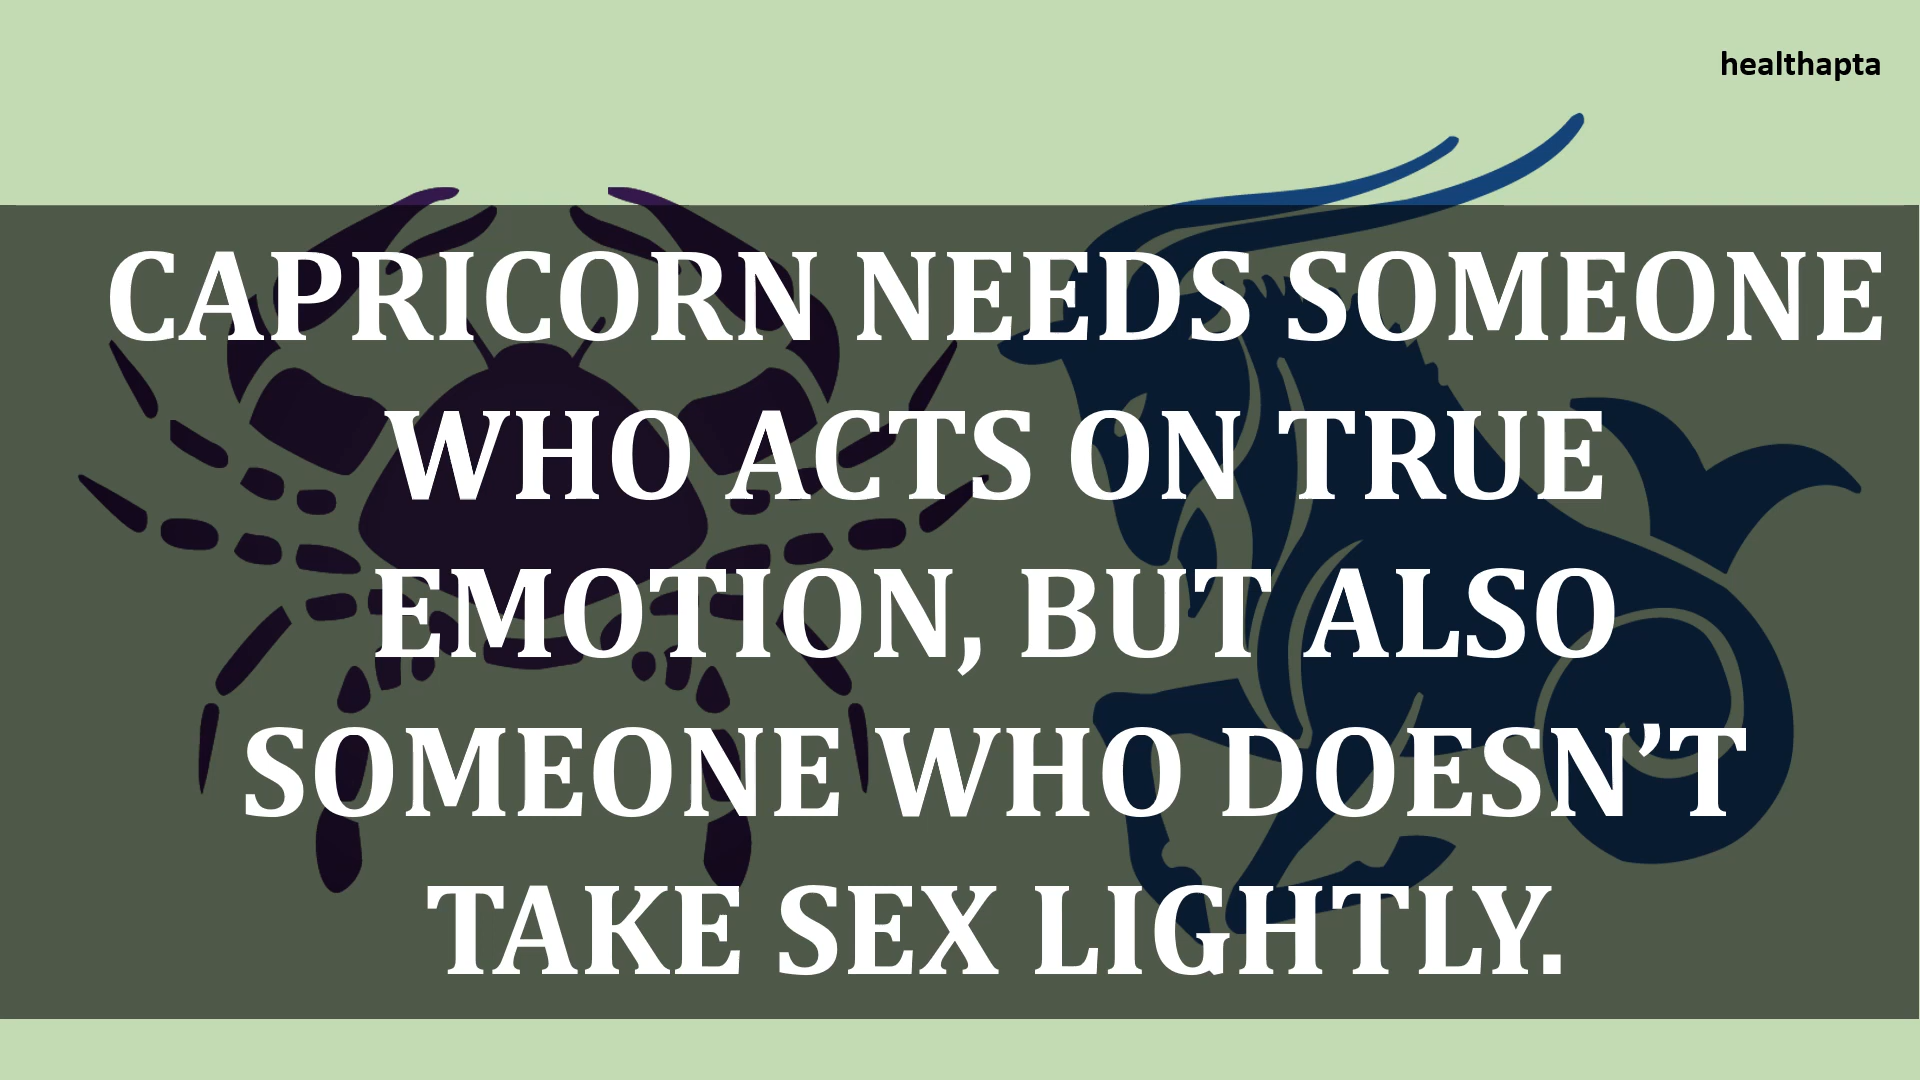 healthapta
CAPRICORN NEEDS SOMEONE
WHO ACTS ON TRUE
EMOTION, BUT ALSO
SOMEONE WHO DOESN’T
TAKE SEX LIGHTLY.